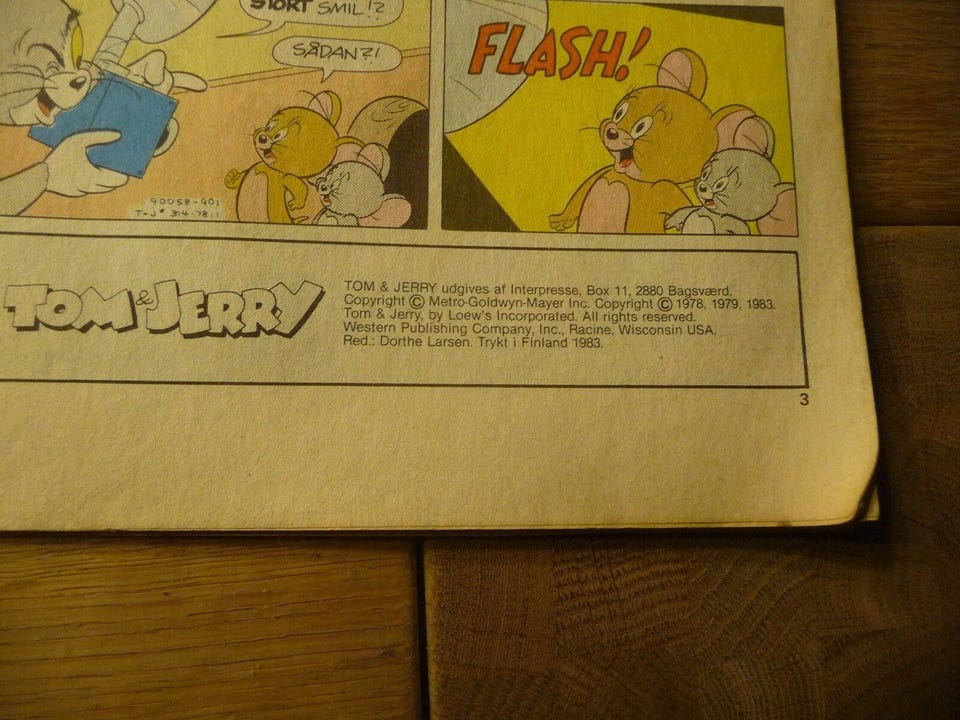 STORT SMIL!?
SÅDAN?!
90058-901
T-J# 314-7811
FLASH!
TOM & JERRY
TOM & JERRY udgives af Interpresse, Box 11, 2880 Bagsværd.
Copyright © Metro-Goldwyn-Mayer Inc. Copyright © 1978, 1979, 1983.
Tom & Jerry, by Loew's Incorporated. All rights reserved.
Western Publishing Company, Inc., Racine, Wisconsin USA.
Red.: Dorthe Larsen. Trykt i Finland 1983.
3